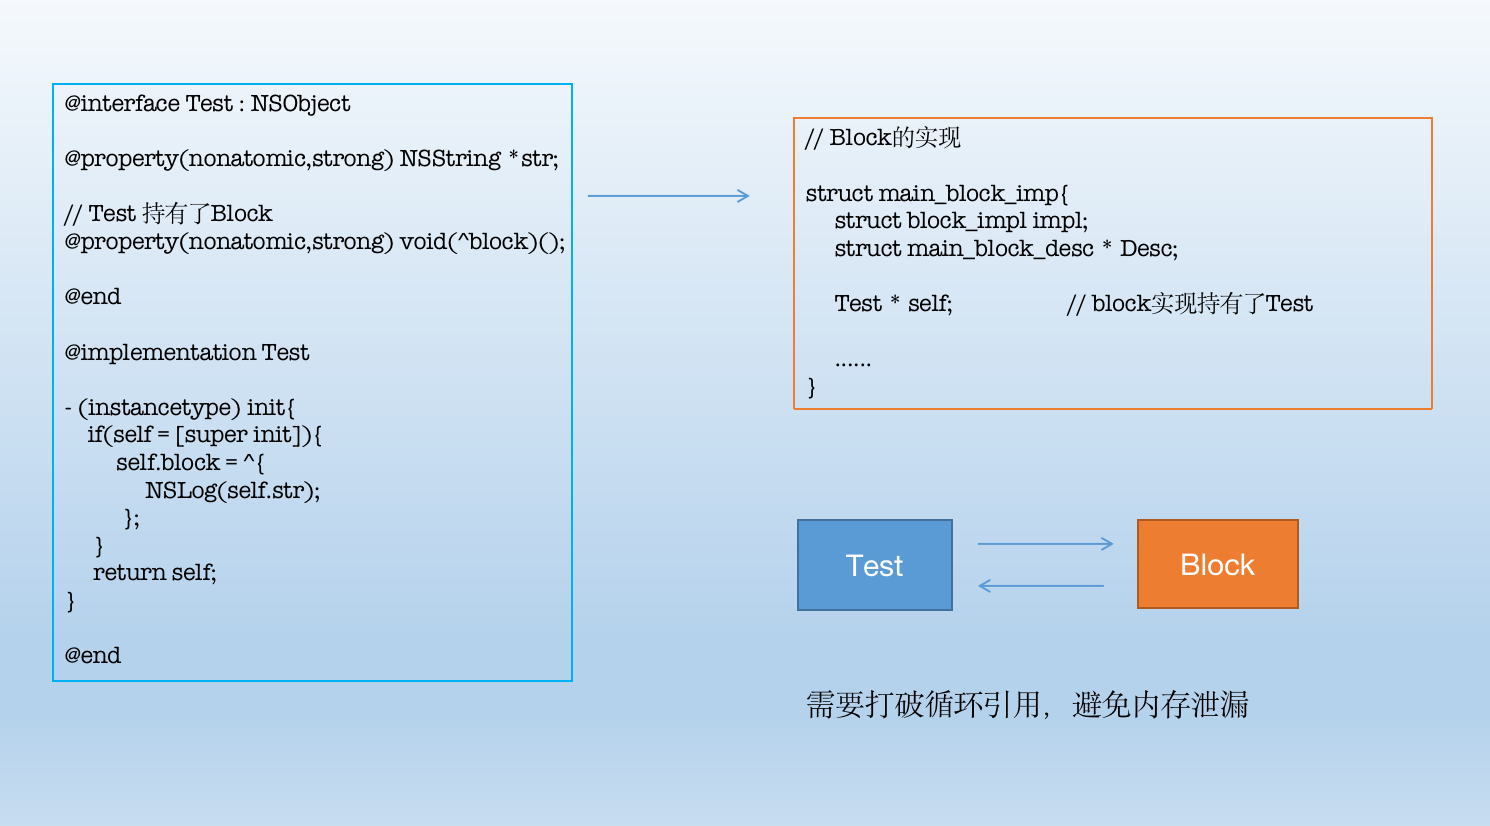 @interface Test : NSObject
@property(nonatomic,strong) NSString *str;
// Test 持有了Block
@property(nonatomic,strong) void(^block)();
@end
@implementation Test
- (instancetype) init{
if(self = [super init]){
self.block = ^{
NSLog(self.str);
};
}
return self;
}
@end
// Block的实现
struct main_block_imp{
struct block_impl impl;
struct main_block_desc * Desc;
Test * self; // block实现持有了Test
......
}
Test
Block
需要打破循环引用，避免内存泄漏